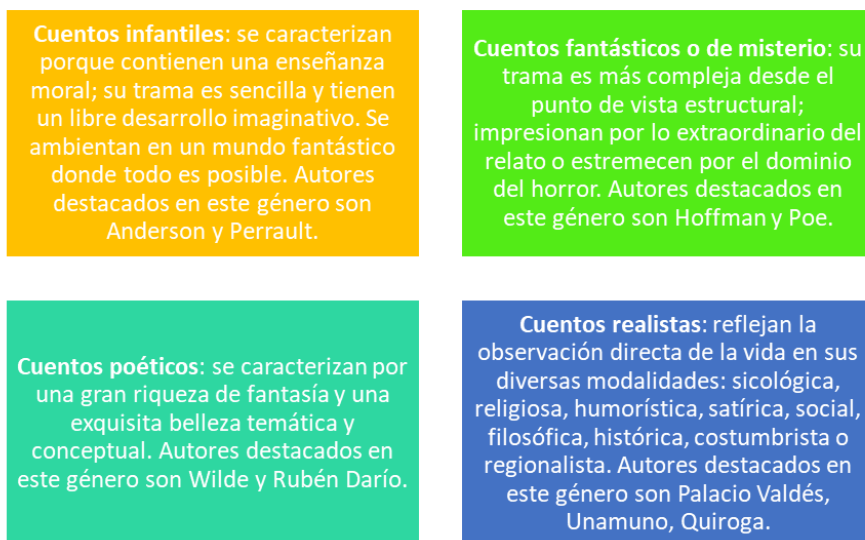 Cuentos infantiles: se caracterizan
porque contienen una enseñanza
moral; su trama es sencilla y tienen
un libre desarrollo imaginativo. Se
ambientan en un mundo fantástico
donde todo es posible. Autores
destacados en este género son
Anderson y Perrault.
Cuentos fantásticos o de misterio: su
trama es más compleja desde el
punto de vista estructural;
impresionan por lo extraordinario del
relato o estremecen por el dominio
del horror. Autores destacados en
este género son Hoffman y Poe.
Cuentos poéticos: se caracterizan por
una gran riqueza de fantasía y una
exquisita belleza temática y
conceptual. Autores destacados en
este género son Wilde y Rubén Darío.
Cuentos realistas: reflejan la
observación directa de la vida en sus
diversas modalidades: sicológica,
religiosa, humorística, satírica, social,
filosófica, histórica, costumbrista o
regionalista. Autores destacados en
este género son Palacio Valdés,
Unamuno, Quiroga.